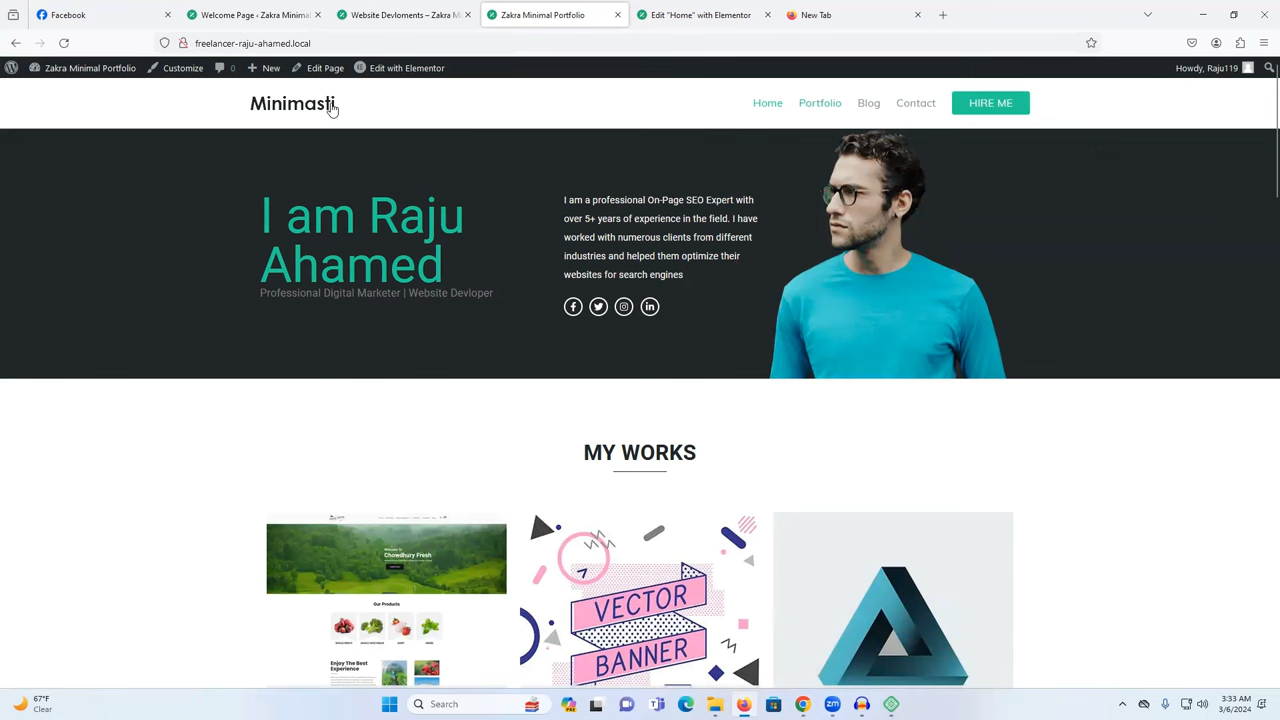 Facebook
Welcome Page ‹ Zakra Minimal
Website Devloments – Zakra Mi
Zakra Minimal Portfolio
Edit "Home" with Elementor
New Tab
freelancer-raju-ahamed.local
Zakra Minimal Portfolio
Customize
0
New
Edit Page
Edit with Elementor
Howdy, Raju119
Minimasti
Home
Portfolio
Blog
Contact
HIRE ME
I am Raju
Ahamed
Professional Digital Marketer | Website Devloper
I am a professional On-Page SEO Expert with
over 5+ years of experience in the field. I have
worked with numerous clients from different
industries and helped them optimize their
websites for search engines
MY WORKS
Chowdhury Fresh
Our Products
Enjoy The Best
Experience
VECTOR
BANNER
67°F
Clear
Search
3:33 AM
3/6/2024